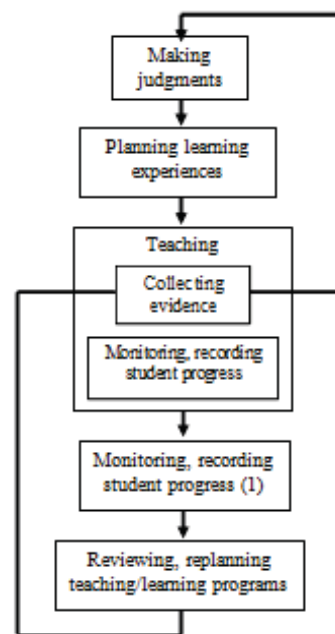 Making
judgments
Planning learning
experiences
Teaching
Collecting
evidence
Monitoring, recording
student progress
Monitoring, recording
student progress (1)
Reviewing, replanning
teaching/learning programs